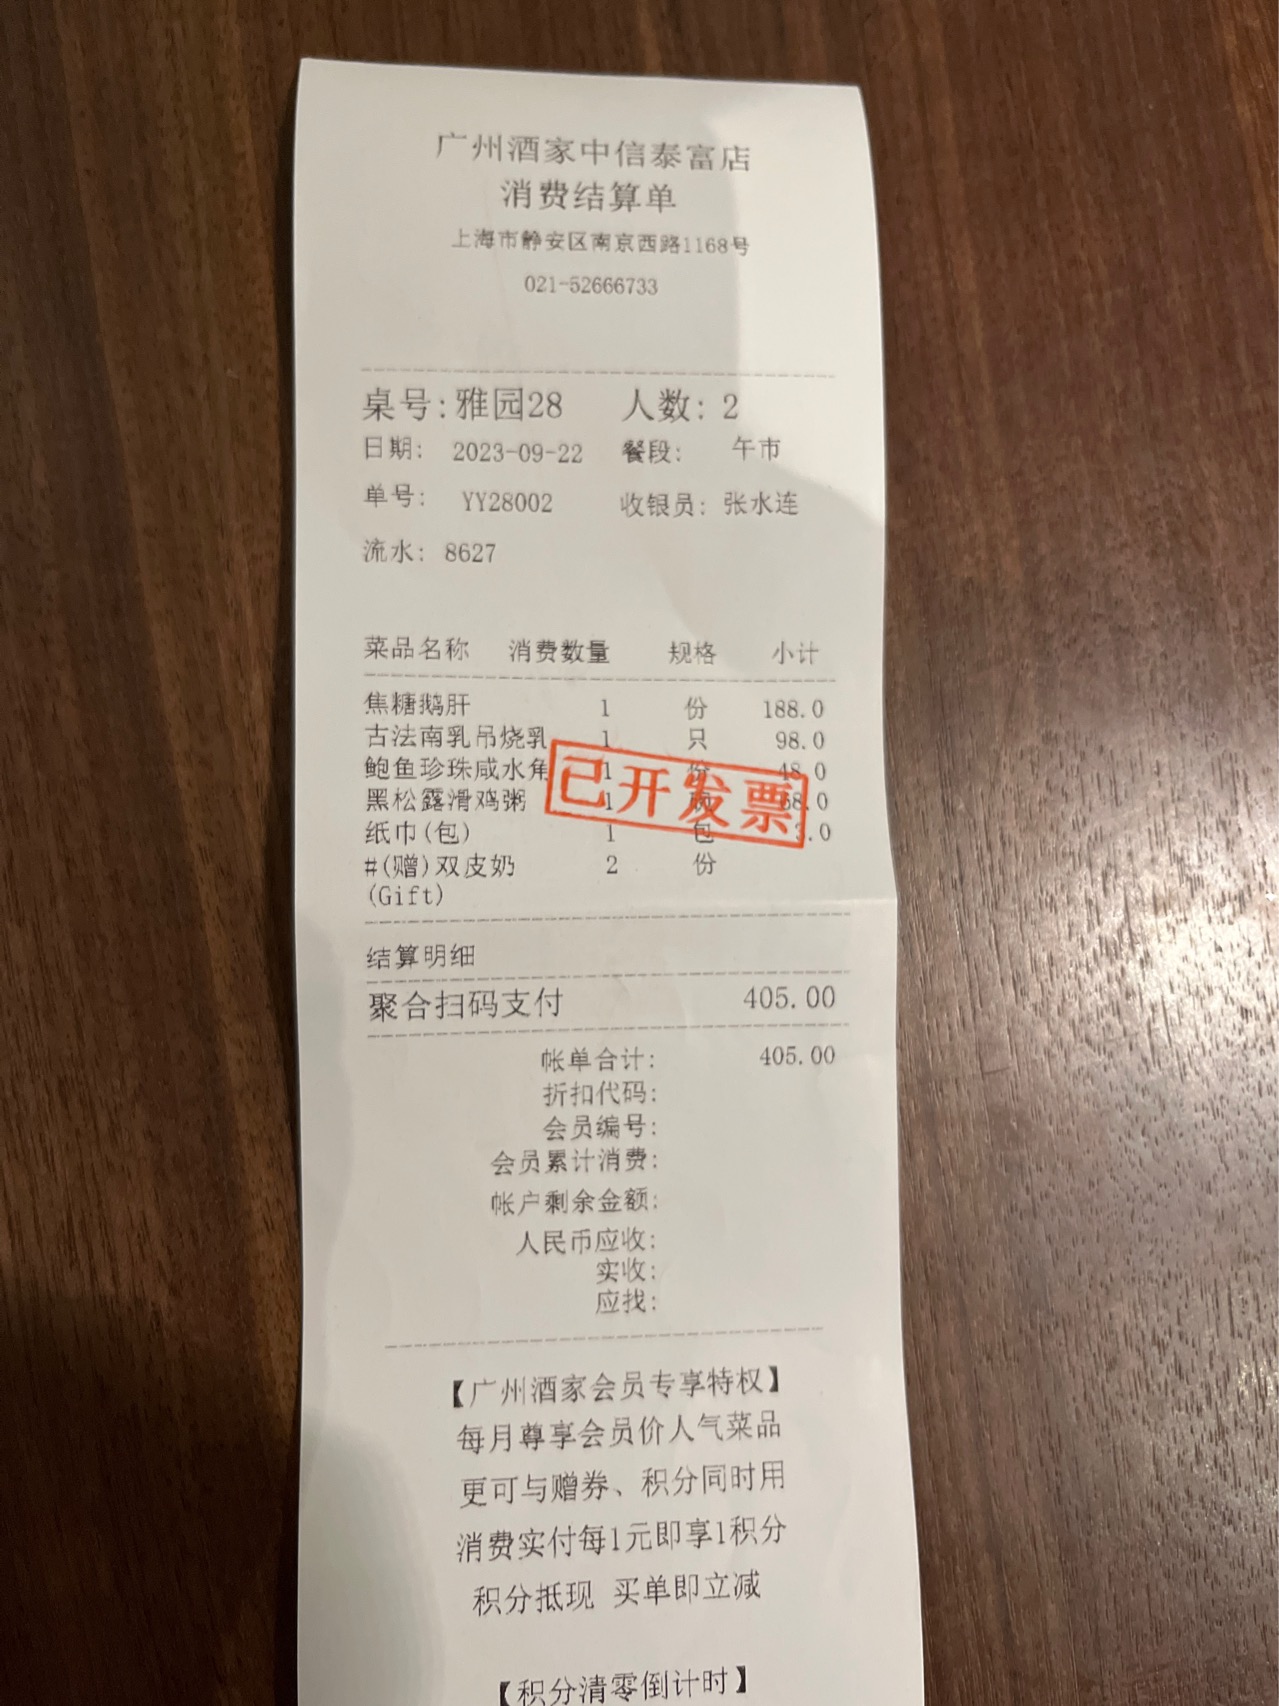 广州酒家中信泰富店
消费结算单
上海市静安区南京西路1168号
021-52666733
桌号:雅园28 人数: 2
日期: 2023-09-22 餐段: 午市
单号: YY28002 收银员: 张水连
流水: 8627
菜品名称 消费数量 规格 小计
焦糖鹅肝 1 份 188.0
古法南乳吊烧乳 1 只 98.0
鲍鱼珍珠咸水角 1 份 48.0
黑松露滑鸡粥 1 68.0
纸巾(包) 1 包 3.0
已开发票
#(赠)双皮奶 2 份
(Gift)
结算明细
聚合扫码支付 405.00
帐单合计: 405.00
折扣代码:
会员编号:
会员累计消费:
帐户剩余金额:
人民币应收:
实收:
应找:
【广州酒家会员专享特权】
每月尊享会员价人气菜品
更可与赠券、积分同时用
消费实付每1元即享1积分
积分抵现 买单即立减
【积分清零倒计时】